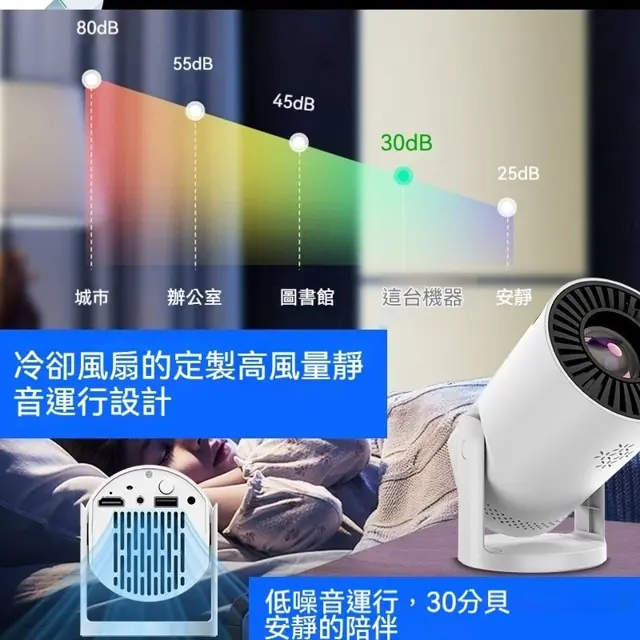 80dB
55dB
45dB
30dB
25dB
城市
辦公室
圖書館
這台機器
安靜
冷卻風扇的定製高風量靜
音運行設計
低噪音運行，30分貝
安靜的陪伴